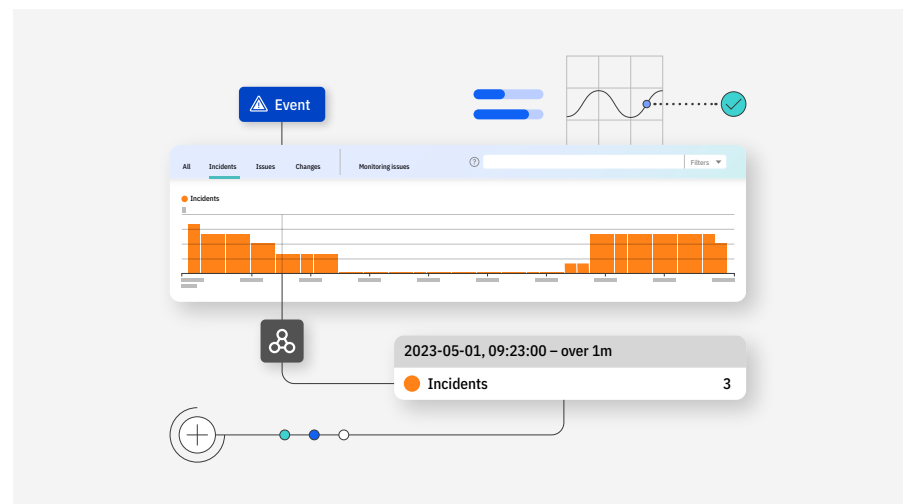 Event
All Incidents Issues Changes Monitoring issues Filters
Incidents
2023-05-01, 09:23:00 – over 1m
Incidents 3